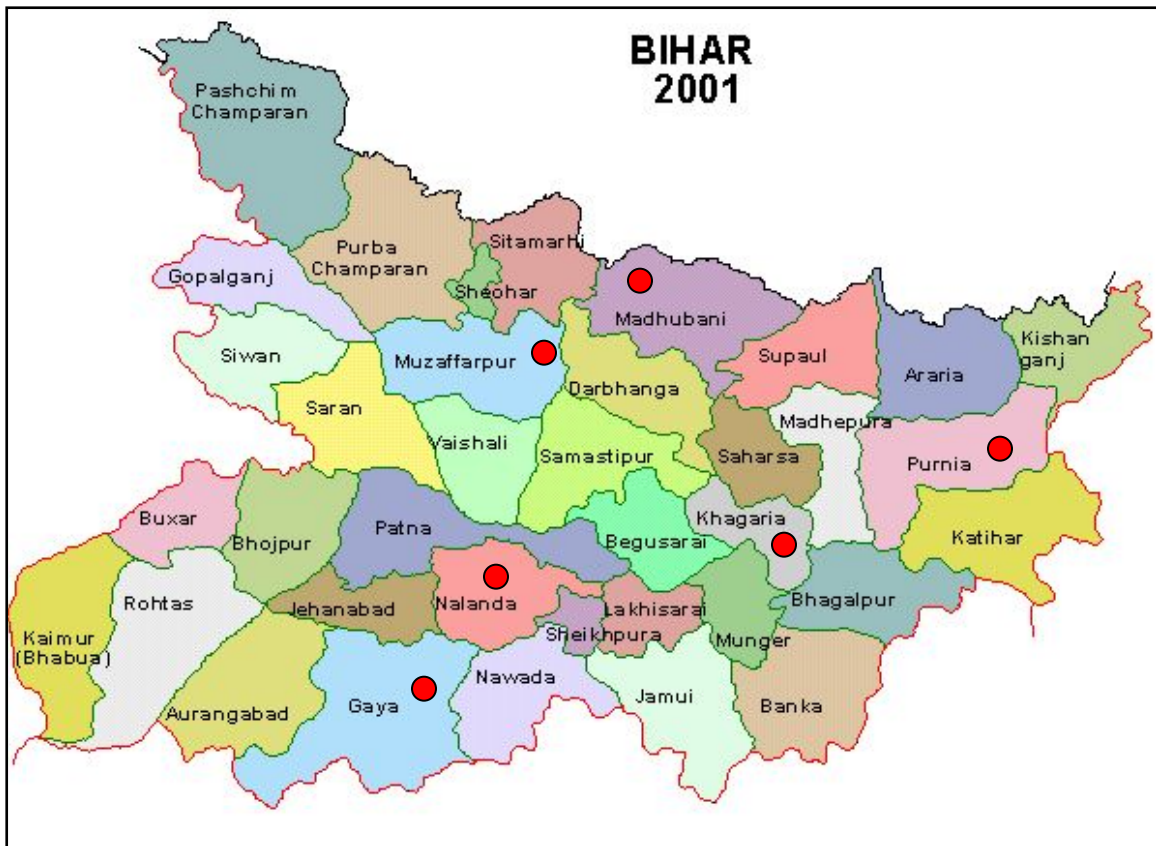 BIHAR
2001
Pashchim
Champaran
Purba
Champaran
Sitamarhi
Sheohar
Gopalganj
Siwan
Muzaffarpur
Madhubani
Supaul
Araria
Kishan
ganj
Darbhanga
Saran
Vaishali
Samastipur
Saharsa
Madhepura
Purnia
Katihar
Buxar
Bhojpur
Patna
Begusarai
Khagaria
Bhagalpur
Rohtas
Jehanabad
Nalanda
Lakhisarai
Sheikhpura
Munger
Kaimur
(Bhabua)
Aurangabad
Gaya
Nawada
Jamui
Banka